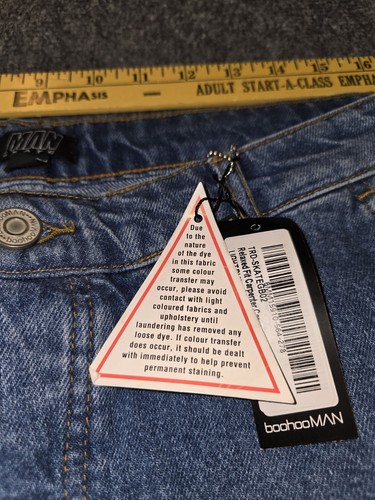 9 10 11 12 13 14 15 16
EMPHASIS — ADULT START-A-CLASS EMPHA
MAN
boohooMAN
Due
to the
nature
of the dye
in this fabric
some colour
transfer may
occur, please avoid
contact with light
coloured fabrics and
upholstery until
laundering has removed any
loose dye. If colour transfer
does occur, it should be dealt
with immediately to help prevent
permanent staining.
TRD-SKATEGB02
Relaxed Fit Carpenter
boohooMAN